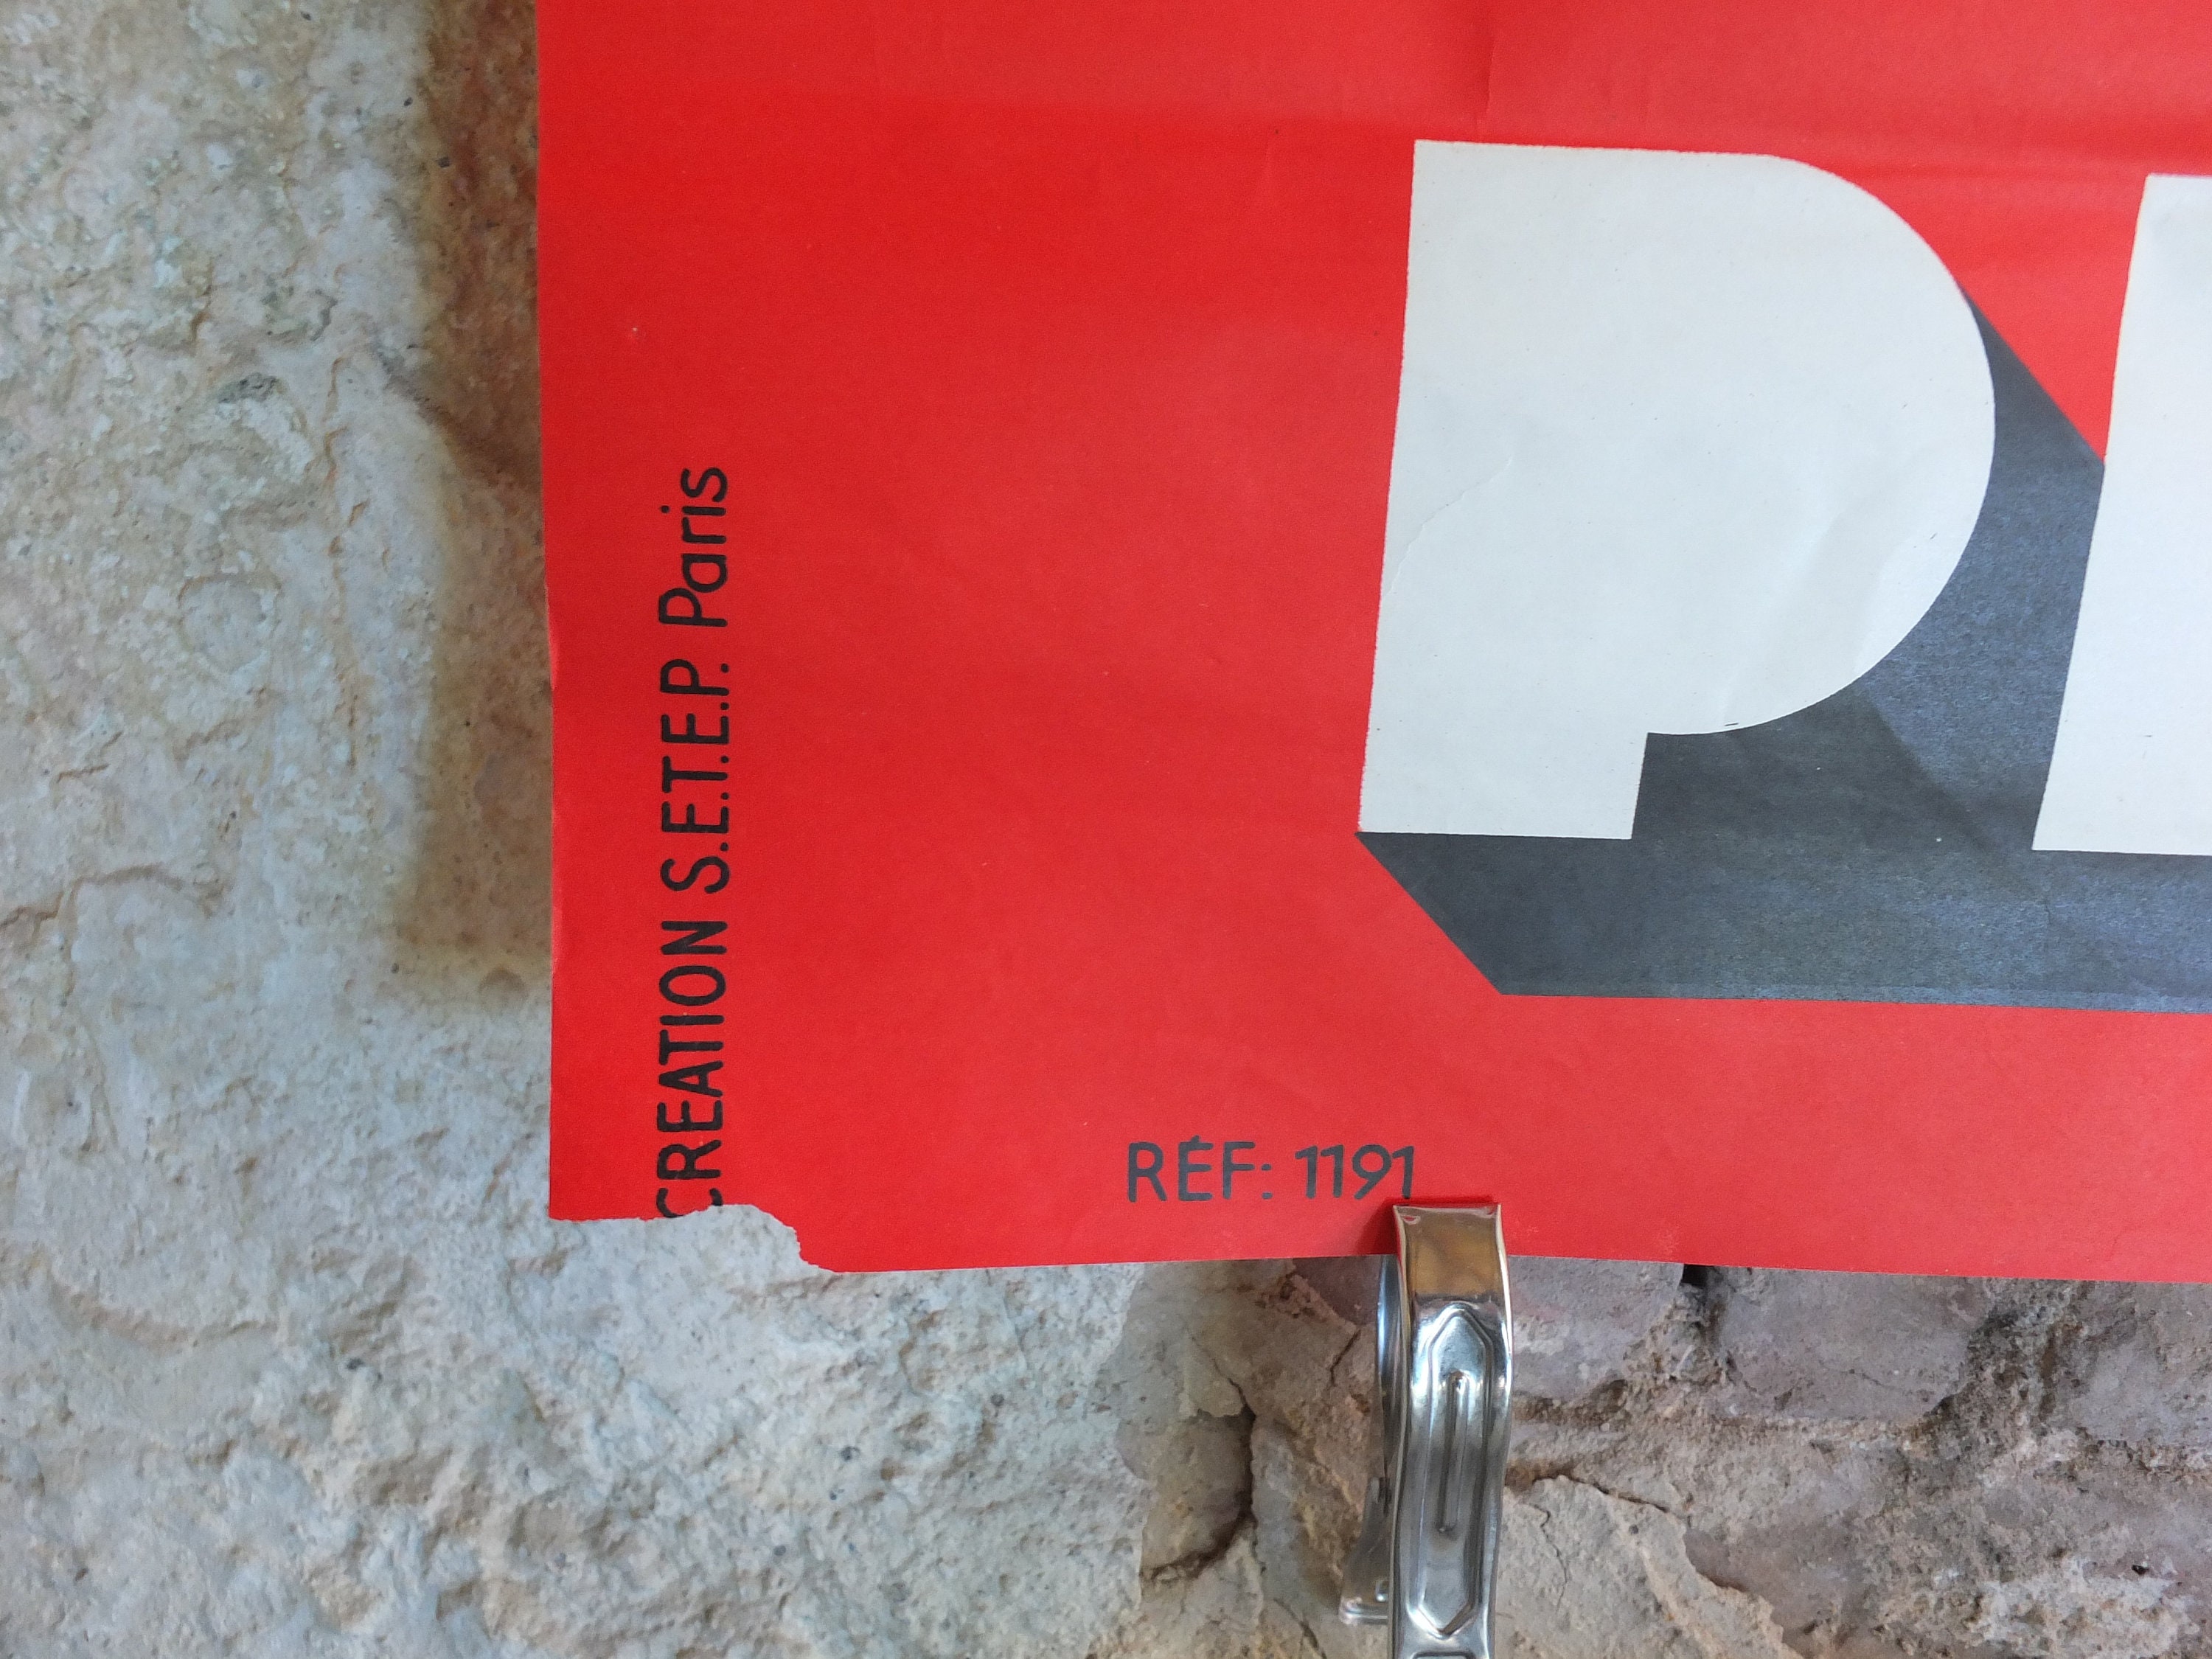 P
CREATION S.E.T.E.P. Paris
RÉF: 1191